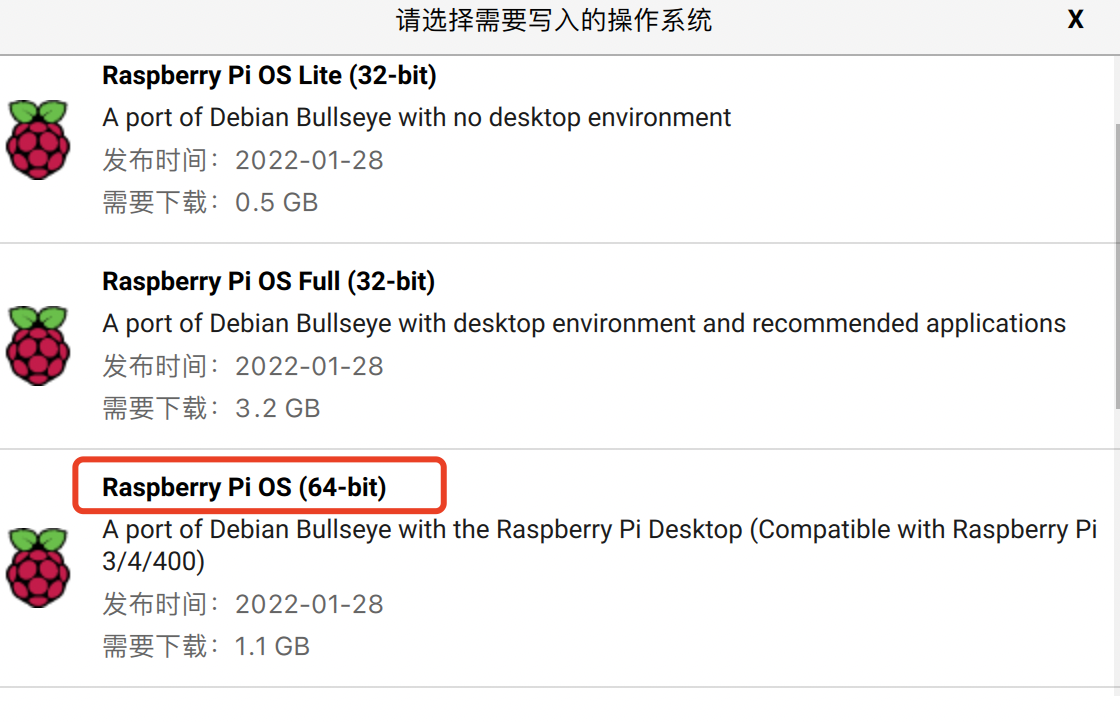 请选择需要写入的操作系统
X
Raspberry Pi OS Lite (32-bit)
A port of Debian Bullseye with no desktop environment
发布时间：2022-01-28
需要下载：0.5 GB
Raspberry Pi OS Full (32-bit)
A port of Debian Bullseye with desktop environment and recommended applications
发布时间：2022-01-28
需要下载：3.2 GB
Raspberry Pi OS (64-bit)
A port of Debian Bullseye with the Raspberry Pi Desktop (Compatible with Raspberry Pi
3/4/400)
发布时间：2022-01-28
需要下载：1.1 GB